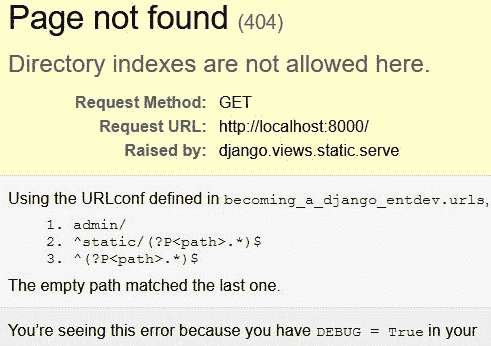 Page not found (404)
Directory indexes are not allowed here.
Request Method: GET
Request URL: http://localhost:8000/
Raised by: django.views.static.serve
Using the URLconf defined in becoming_a_django_entdev.urls,
1. admin/
2. ^static/(?P<path>.*)$
3. ^(?P<path>.*)$
The empty path matched the last one.
You’re seeing this error because you have DEBUG = True in your